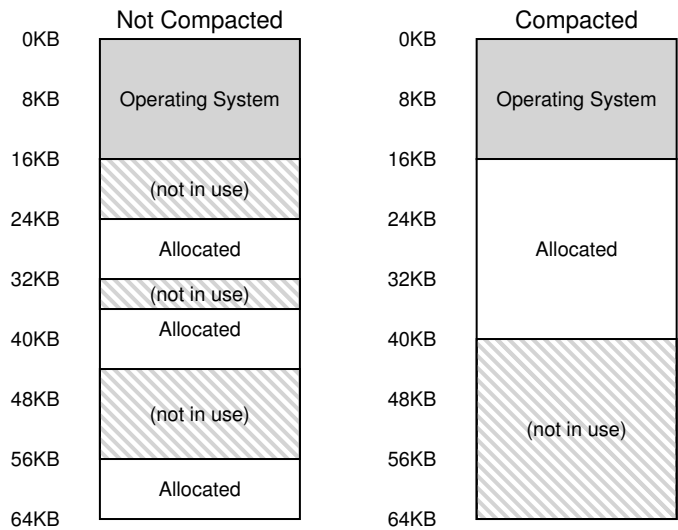 Not Compacted
0KB
Operating System
8KB
16KB
(not in use)
24KB
Allocated
32KB
(not in use)
Allocated
40KB
48KB
(not in use)
56KB
Allocated
64KB
Compacted
0KB
Operating System
8KB
16KB
24KB
Allocated
32KB
40KB
48KB
(not in use)
56KB
64KB